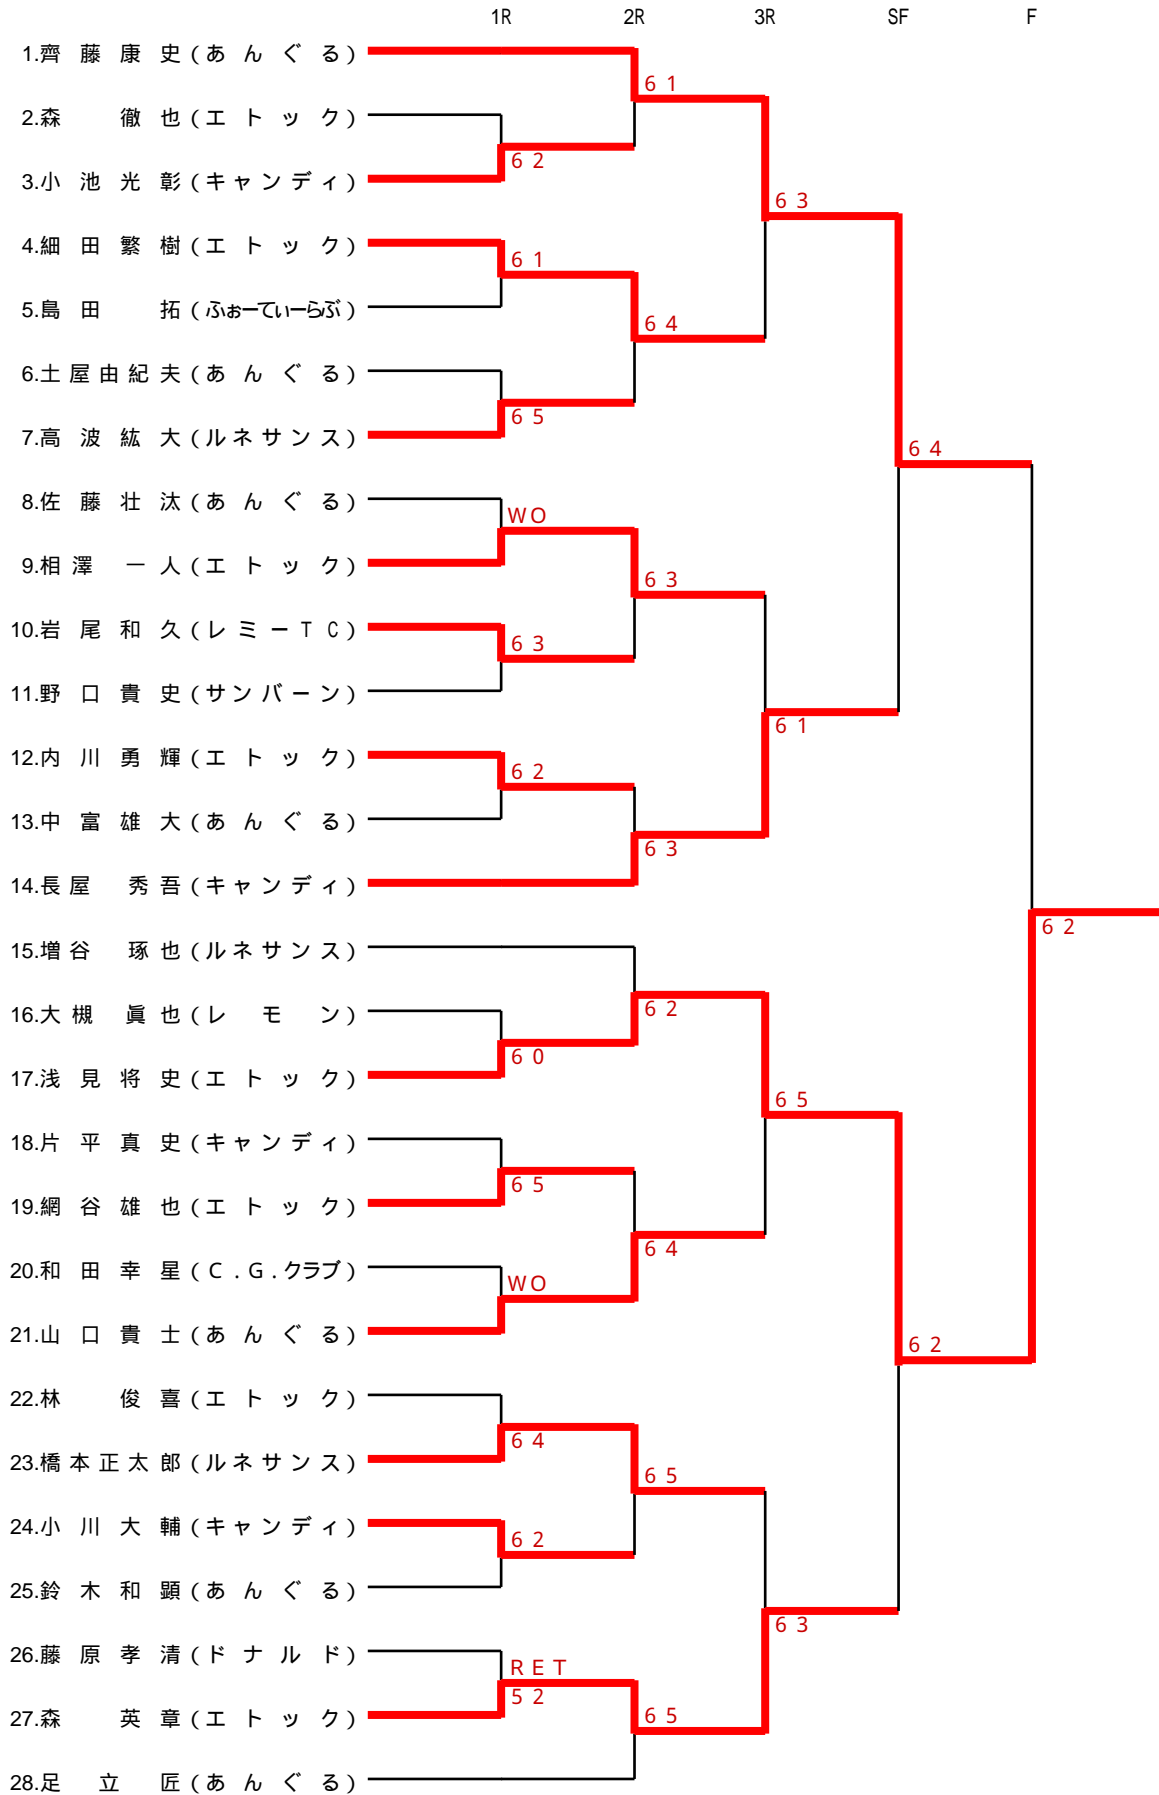 1R 2R 3R SF F
1.齊藤康史(あんぐる)
6 1
2.森 徹也(エトック)
6 2
3.小池光彰(キャンディ)
6 3
4.細田繁樹(エトック)
6 1
5.島田 拓(ふぉーてぃーらぶ)
6 4
6.土屋由紀夫(あんぐる)
6 5
7.高波紘大(ルネサンス)
6 4
8.佐藤壮汰(あんぐる)
WO
9.相澤 一人(エトック)
6 3
10.岩尾和久(レミーTC)
6 3
11.野口貴史(サンバーン)
6 1
12.内川勇輝(エトック)
6 2
13.中富雄大(あんぐる)
6 3
14.長屋 秀吾(キャンディ)
6 2
15.増谷 琢也(ルネサンス)
6 2
16.大槻 眞也(レモン)
6 0
17.浅見将史(エトック)
6 5
18.片平真史(キャンディ)
6 5
19.網谷雄也(エトック)
6 4
20.和田幸星(C.G.クラブ)
WO
21.山口貴士(あんぐる)
6 2
22.林 俊喜(エトック)
6 4
23.橋本正太郎(ルネサンス)
6 5
24.小川大輔(キャンディ)
6 2
25.鈴木和顕(あんぐる)
6 3
26.藤原孝清(ドナルド)
RET
5 2
27.森 英章(エトック)
6 5
28.足立 匠(あんぐる)